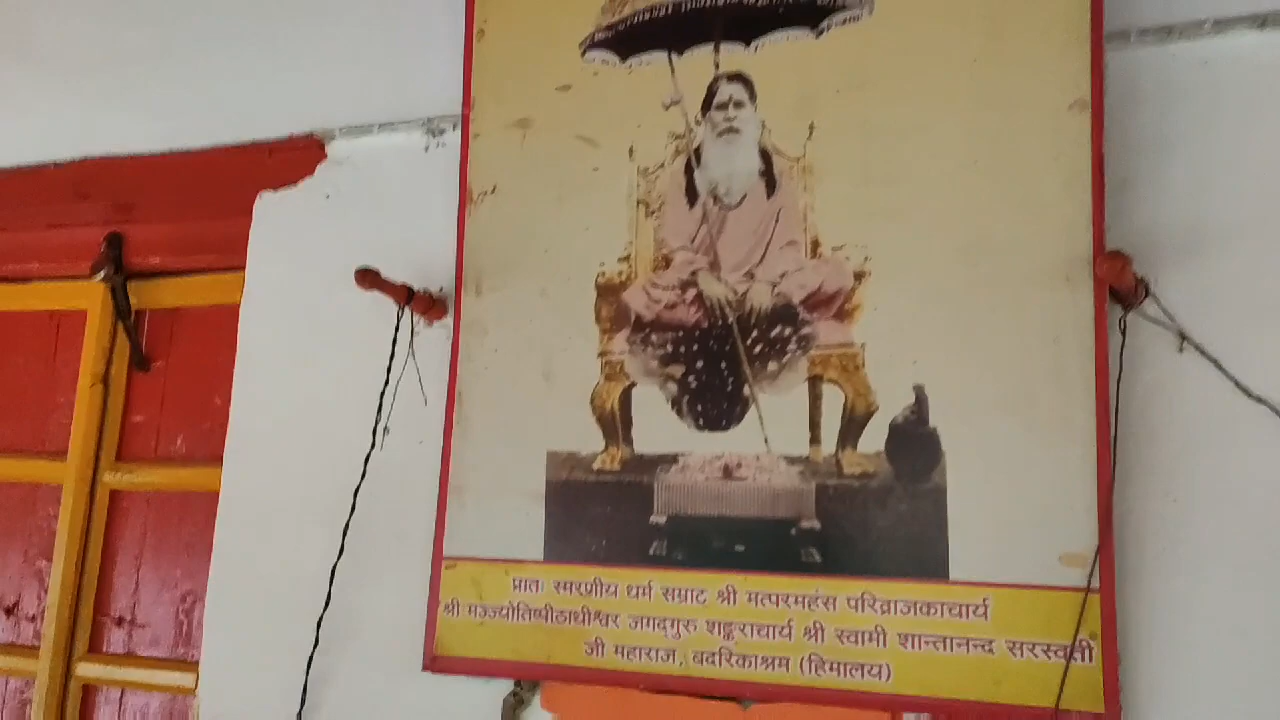 प्रातः स्मरणीय धर्म सम्राट श्री मत्परमहंस परिव्राजकाचार्य
श्री मज्ज्योतिष्पीठाधीश्वर जगद्गुरु शङ्कराचार्य श्री स्वामी शान्तानन्द सरस्वती
जी महाराज, बदरिकाश्रम (हिमालय)